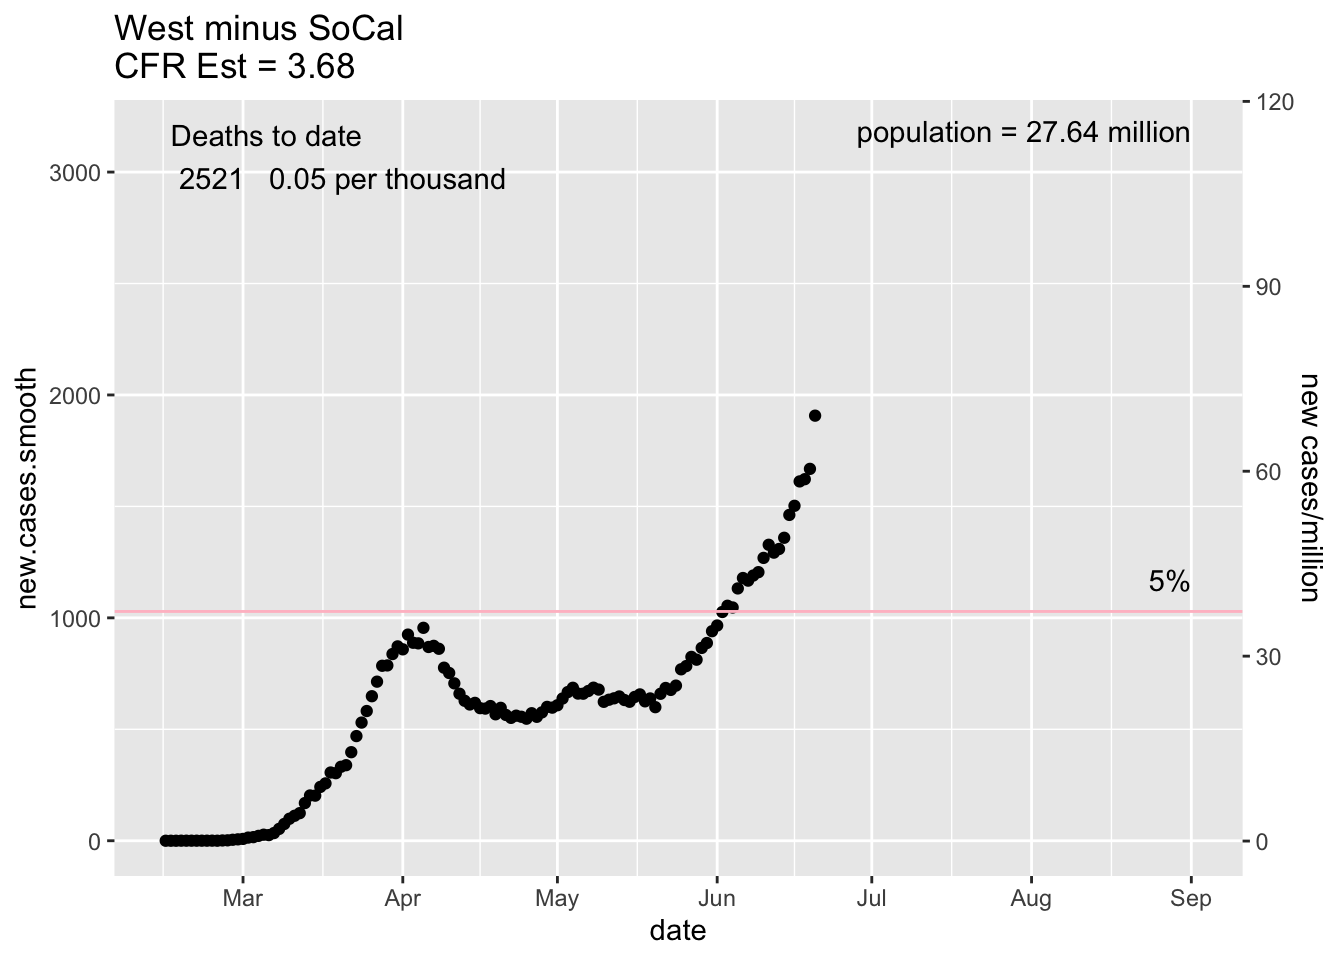 West minus SoCal
CFR Est = 3.68
Deaths to date
2521 0.05 per thousand
population = 27.64 million
5%
new.cases.smooth
3000
2000
1000
0
new cases/million
120
90
60
30
0
Mar Apr May Jun Jul Aug Sep
date